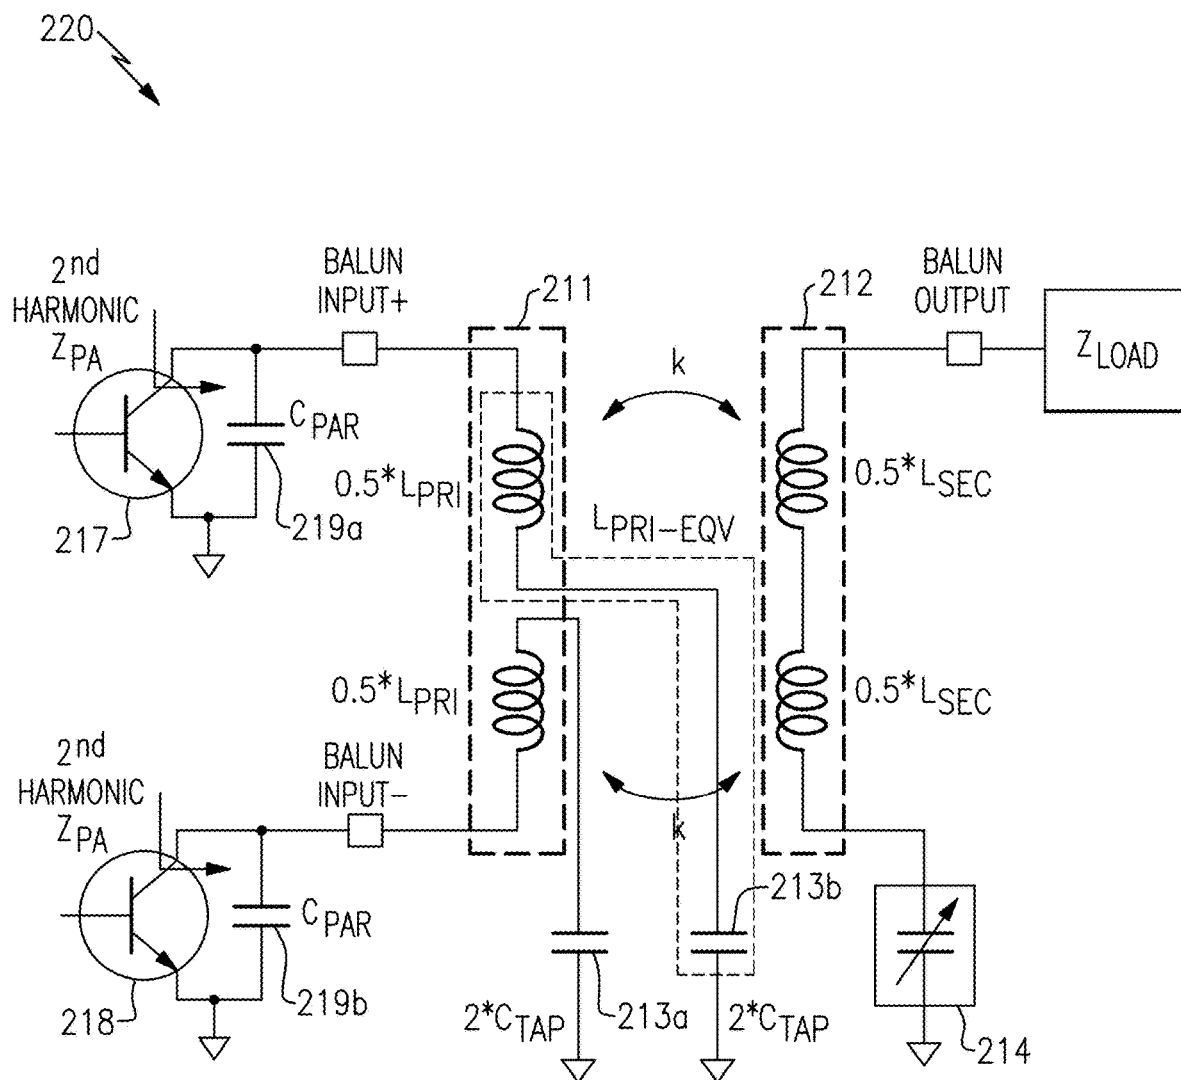 220
2nd
HARMONIC
ZPA
BALUN
INPUT+
211
212
BALUN
OUTPUT
ZLOAD
k
CPAR
0.5*LPRI
0.5*LSEC
LPRI-EQV
217
219a
0.5*LPRI
0.5*LSEC
2nd
HARMONIC
ZPA
BALUN
INPUT-
k
CPAR
213b
218
219b
2*CTAP
213a
2*CTAP
214